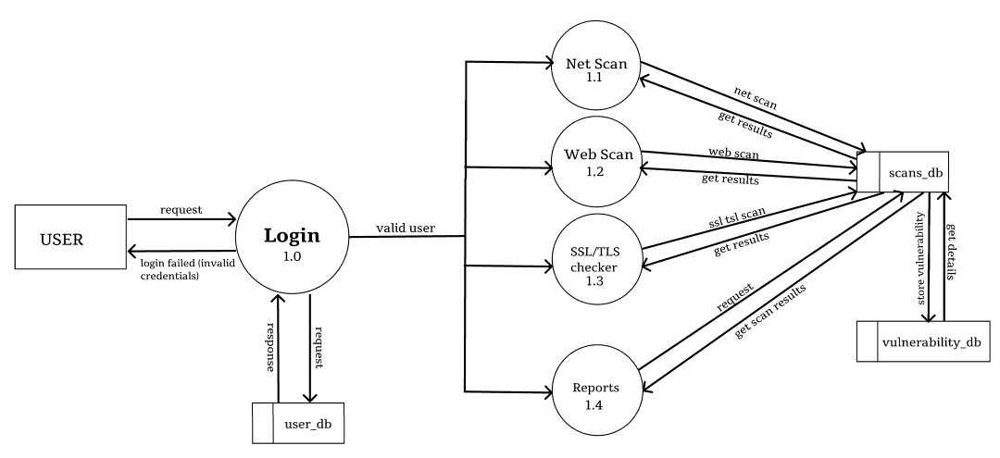 Net Scan
1.1
net scan
get results
Web Scan
1.2
web scan
get results
scans_db
USER
request
login failed (invalid
credentials)
Login
1.0
valid user
SSL/TLS
checker
1.3
ssl tsl scan
get results
store vulnerability
get details
response
request
user_db
Reports
1.4
request
get scan results
vulnerability_db